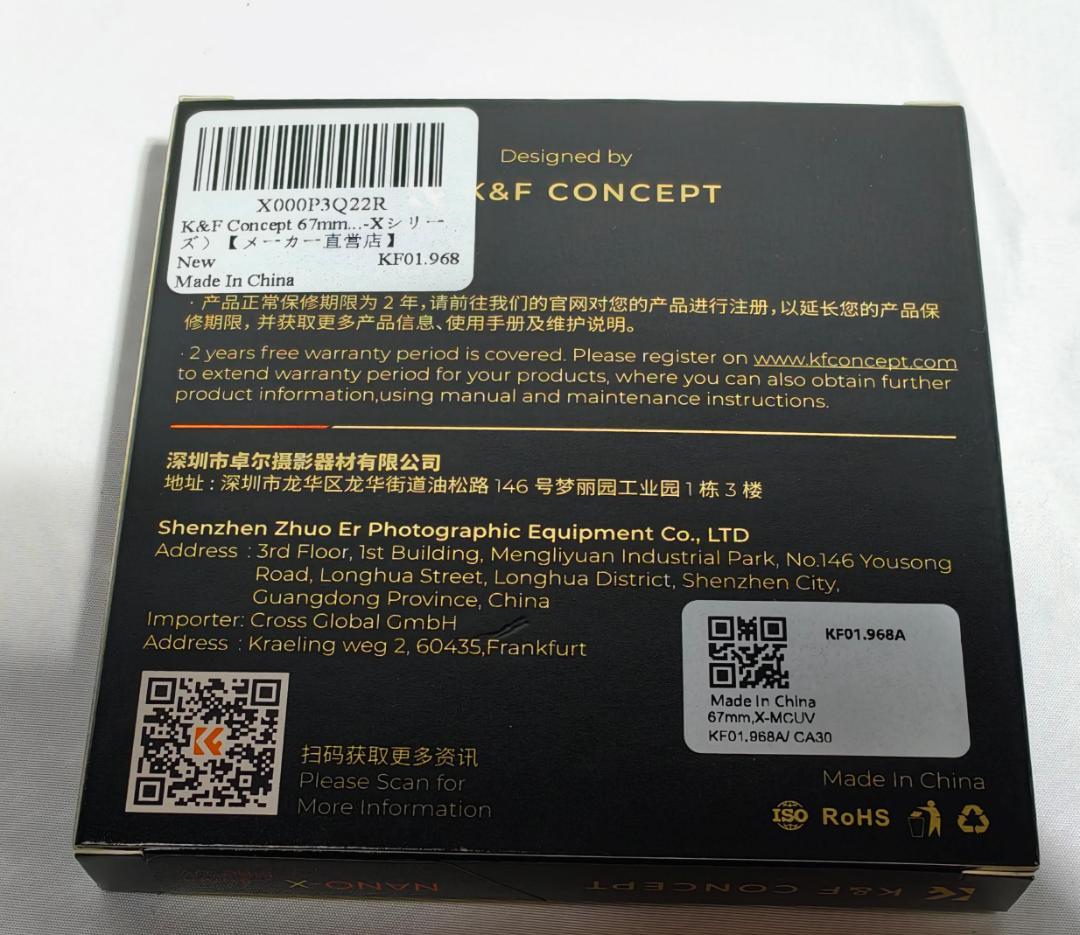 X000P3Q22R
K&F Concept 67mm...-Xシリー
ズ）【メーカー直営店】
New KF01.968
Made In China
Designed by
K&F CONCEPT
· 产品正常保修期限为 2 年,请前往我们的官网对您的产品进行注册,以延长您的产品保
修期限,并获取更多产品信息、使用手册及维护说明。
· 2 years free warranty period is covered. Please register on www.kfconcept.com
to extend warranty period for your products, where you can also obtain further
product information,using manual and maintenance instructions.
深圳市卓尔摄影器材有限公司
地址 : 深圳市龙华区龙华街道油松路 146 号梦丽园工业园 1 栋 3 楼
Shenzhen Zhuo Er Photographic Equipment Co., LTD
Address : 3rd Floor, 1st Building, Mengliyuan Industrial Park, No.146 Yousong
Road, Longhua Street, Longhua District, Shenzhen City,
Guangdong Province, China
Importer: Cross Global GmbH
Address : Kraeling weg 2, 60435,Frankfurt
扫码获取更多资讯
Please Scan for
More Information
KF01.968A
Made In China
67mm,X-MCUV
KF01.968A/ CA30
Made In China
ISO RoHS
K&F CONCEPT
NANO-X